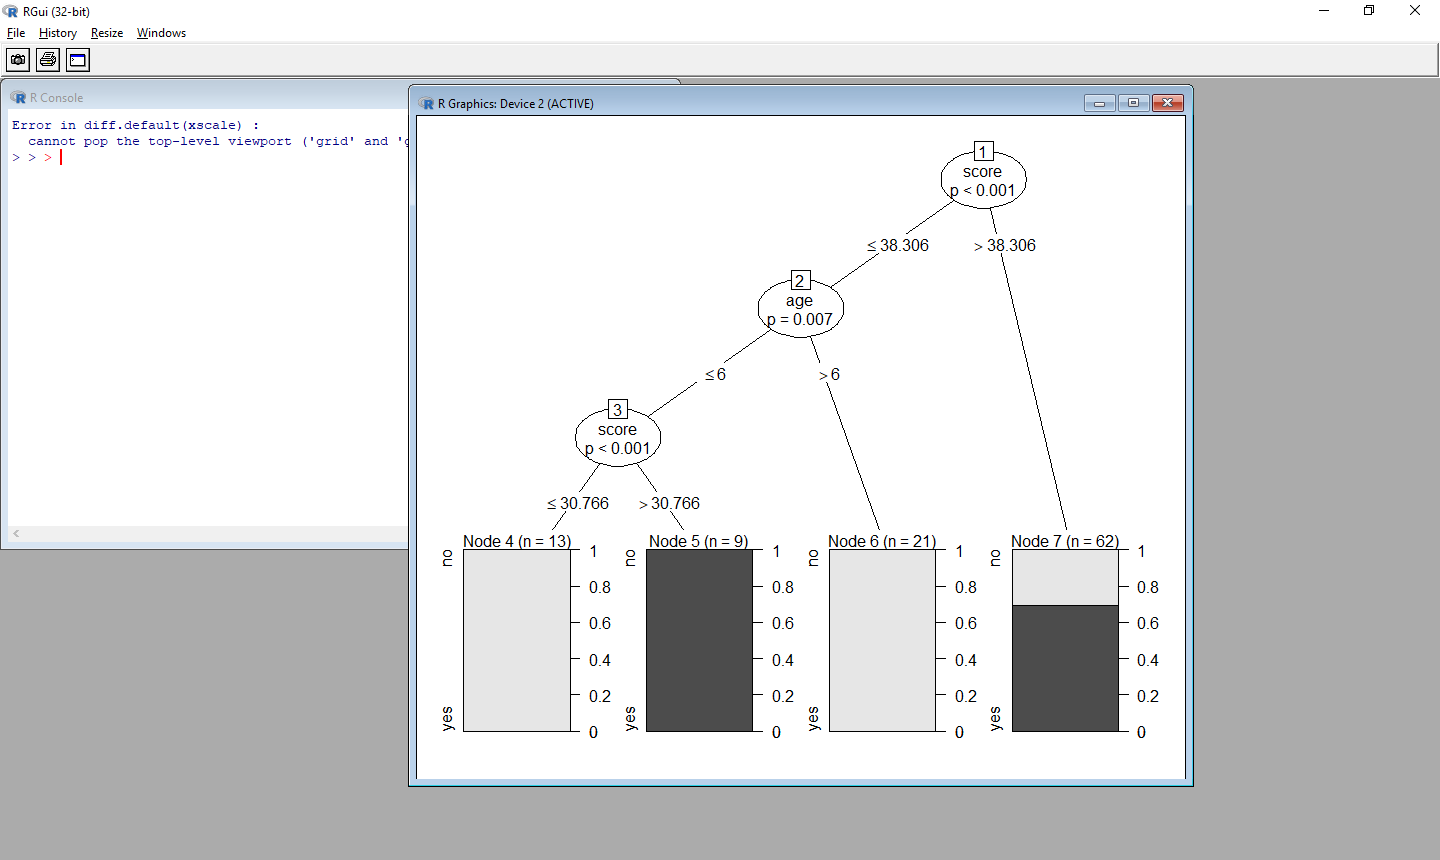 RGui (32-bit)
File History Resize Windows
R Console
Error in diff.default(xscale) :
cannot pop the top-level viewport ('grid' and '
> > >
R Graphics: Device 2 (ACTIVE)
1
score
p < 0.001
≤ 38.306 > 38.306
2
age
p = 0.007
≤ 6 > 6
3
score
p < 0.001
≤ 30.766 > 30.766
Node 4 (n = 13)
no
yes
1
0.8
0.6
0.4
0.2
0
Node 5 (n = 9)
no
yes
1
0.8
0.6
0.4
0.2
0
Node 6 (n = 21)
no
yes
1
0.8
0.6
0.4
0.2
0
Node 7 (n = 62)
no
yes
1
0.8
0.6
0.4
0.2
0